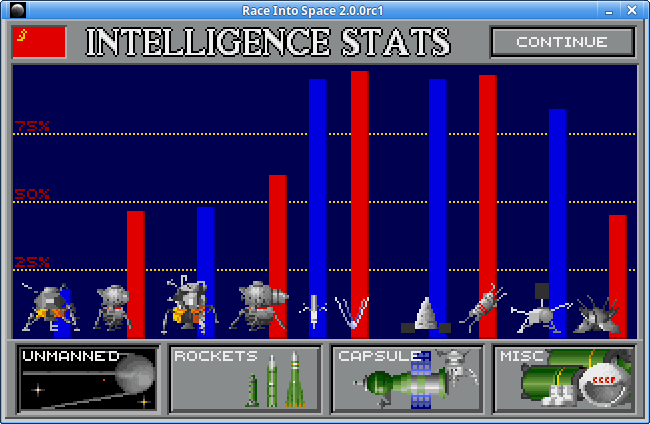 Race Into Space 2.0.0rc1
INTELLIGENCE STATS
CONTINUE
75%
50%
25%
UNMANNED
ROCKETS
CAPSULE
MISC
CCCP